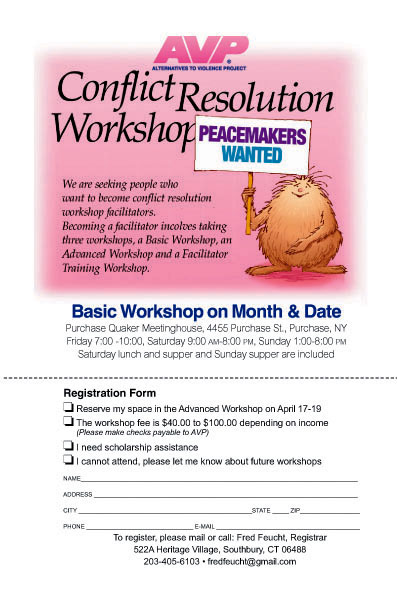 AVP®
ALTERNATIVES TO VIOLENCE PROJECT
Conflict Resolution
Workshop
PEACEMAKERS
WANTED
We are seeking people who
want to become conflict resolution
workshop facilitators.
Becoming a facilitator incolves taking
three workshops, a Basic Workshop, an
Advanced Workshop and a Facilitator
Training Workshop.
Basic Workshop on Month & Date
Purchase Quaker Meetinghouse, 4455 Purchase St., Purchase, NY
Friday 7:00 -10:00, Saturday 9:00 AM-8:00 PM, Sunday 1:00-8:00 PM
Saturday lunch and supper and Sunday supper are included
Registration Form
Reserve my space in the Advanced Workshop on April 17-19
The workshop fee is $40.00 to $100.00 depending on income
(Please make checks payable to AVP)
I need scholarship assistance
I cannot attend, please let me know about future workshops
NAME
ADDRESS
CITY STATE ZIP
PHONE E-MAIL
To register, please mail or call: Fred Feucht, Registrar
522A Heritage Village, Southbury, CT 06488
203-405-6103 • fredfeucht@gmail.com